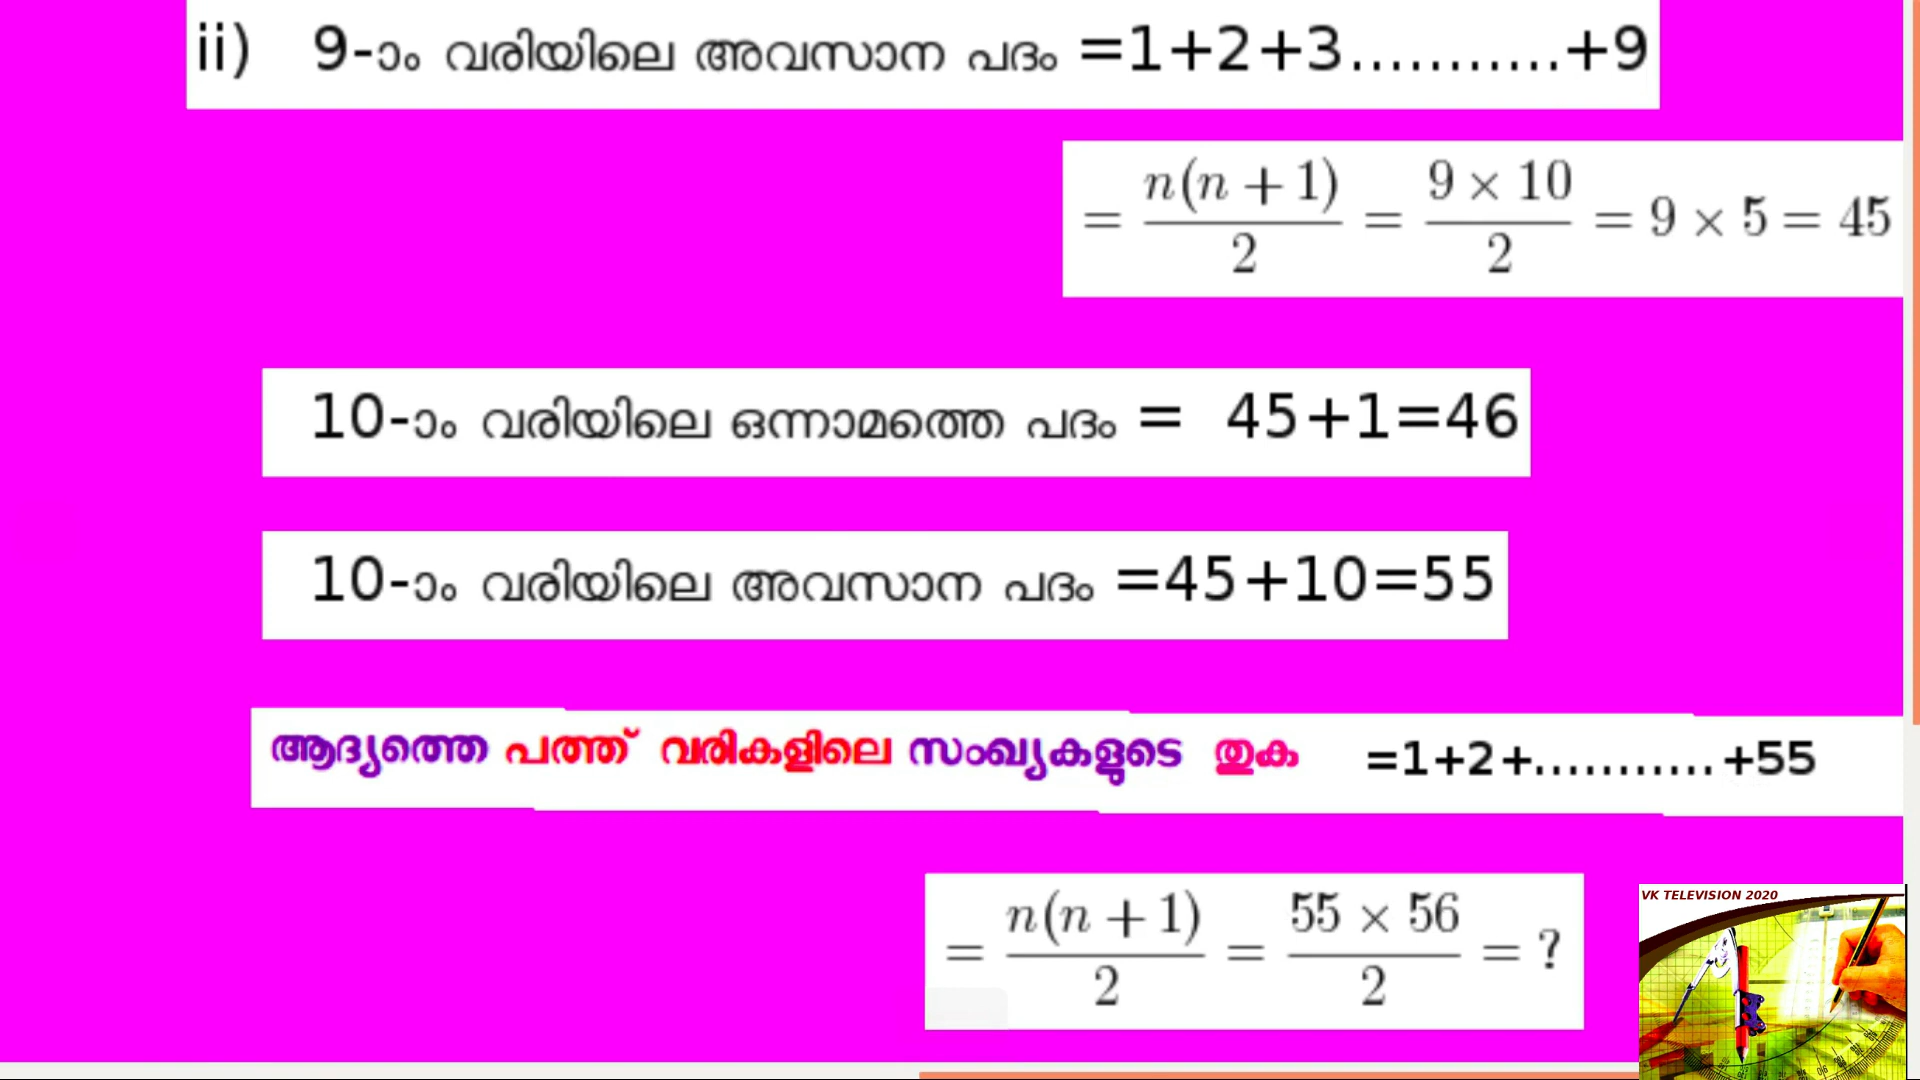 ii) 9-ാം വരിയിലെ അവസാന പദം =1+2+3...........+9
= n(n + 1)/2 = 9 × 10/2 = 9 × 5 = 45
10-ാം വരിയിലെ ഒന്നാമത്തെ പദം = 45+1=46
10-ാം വരിയിലെ അവസാന പദം =45+10=55
ആദ്യത്തെ പത്ത് വരികളിലെ സംഖ്യകളുടെ തുക =1+2+...........+55
= n(n + 1)/2 = 55 × 56/2 = ?
VK TELEVISION 2020